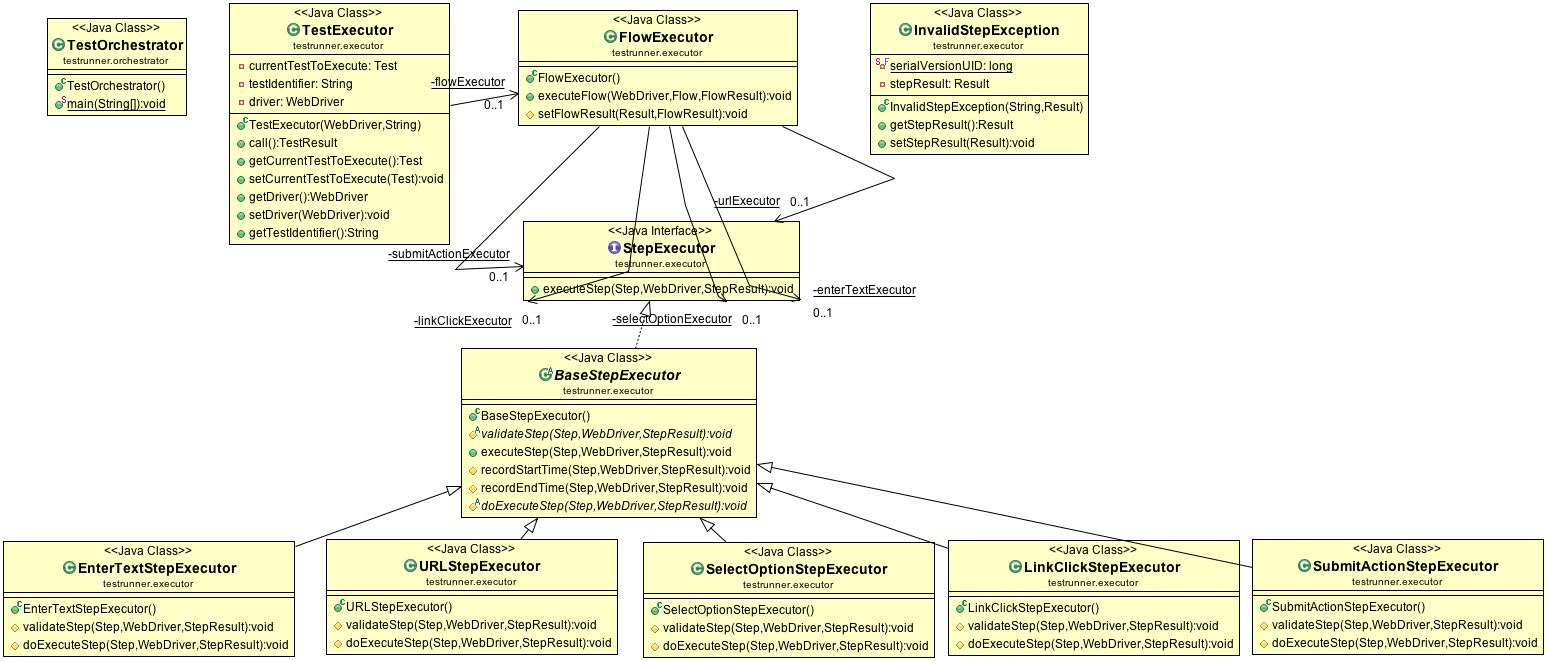 <<Java Class>>
TestOrchestrator
testrunner.orchestrator
TestOrchestrator()
main(String[]):void
<<Java Class>>
TestExecutor
testrunner.executor
currentTestToExecute: Test
testIdentifier: String
driver: WebDriver
TestExecutor(WebDriver,String)
call():TestResult
getCurrentTestToExecute():Test
setCurrentTestToExecute(Test):void
getDriver():WebDriver
setDriver(WebDriver):void
getTestIdentifier():String
-flowExecutor
0..1
<<Java Class>>
FlowExecutor
testrunner.executor
FlowExecutor()
executeFlow(WebDriver,Flow,FlowResult):void
setFlowResult(Result,FlowResult):void
<<Java Class>>
InvalidStepException
testrunner.executor
serialVersionUID: long
stepResult: Result
InvalidStepException(String,Result)
getStepResult():Result
setStepResult(Result):void
-urlExecutor
0..1
-submitActionExecutor
0..1
<<Java Interface>>
StepExecutor
testrunner.executor
executeStep(Step,WebDriver,StepResult):void
-enterTextExecutor
0..1
-linkClickExecutor
0..1
-selectOptionExecutor
0..1
<<Java Class>>
BaseStepExecutor
testrunner.executor
BaseStepExecutor()
validateStep(Step,WebDriver,StepResult):void
executeStep(Step,WebDriver,StepResult):void
recordStartTime(Step,WebDriver,StepResult):void
recordEndTime(Step,WebDriver,StepResult):void
doExecuteStep(Step,WebDriver,StepResult):void
<<Java Class>>
EnterTextStepExecutor
testrunner.executor
EnterTextStepExecutor()
validateStep(Step,WebDriver,StepResult):void
doExecuteStep(Step,WebDriver,StepResult):void
<<Java Class>>
URLStepExecutor
testrunner.executor
URLStepExecutor()
validateStep(Step,WebDriver,StepResult):void
doExecuteStep(Step,WebDriver,StepResult):void
<<Java Class>>
SelectOptionStepExecutor
testrunner.executor
SelectOptionStepExecutor()
validateStep(Step,WebDriver,StepResult):void
doExecuteStep(Step,WebDriver,StepResult):void
<<Java Class>>
LinkClickStepExecutor
testrunner.executor
LinkClickStepExecutor()
validateStep(Step,WebDriver,StepResult):void
doExecuteStep(Step,WebDriver,StepResult):void
<<Java Class>>
SubmitActionStepExecutor
testrunner.executor
SubmitActionStepExecutor()
validateStep(Step,WebDriver,StepResult):void
doExecuteStep(Step,WebDriver,StepResult):void